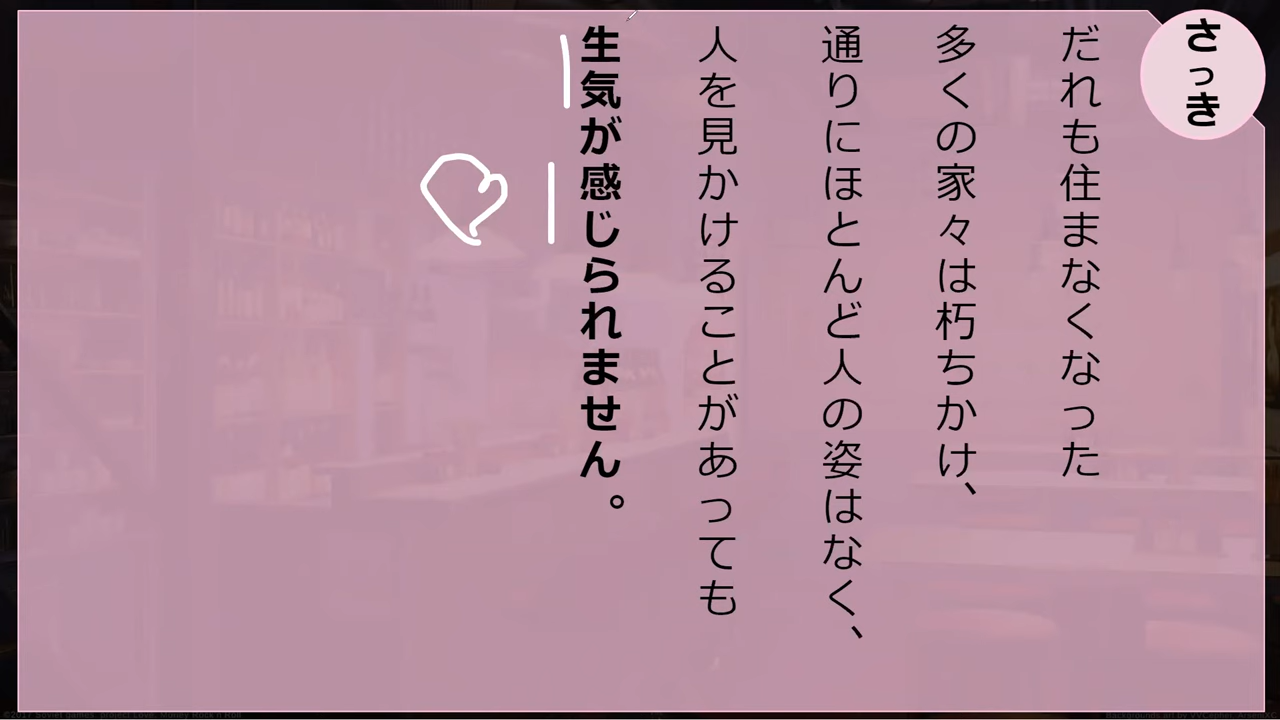 さっき
だれも住まなくなった
多くの家々は朽ちかけ、
通りにほとんど人の姿はなく、
人を見かけることがあっても
生気が感じられません。